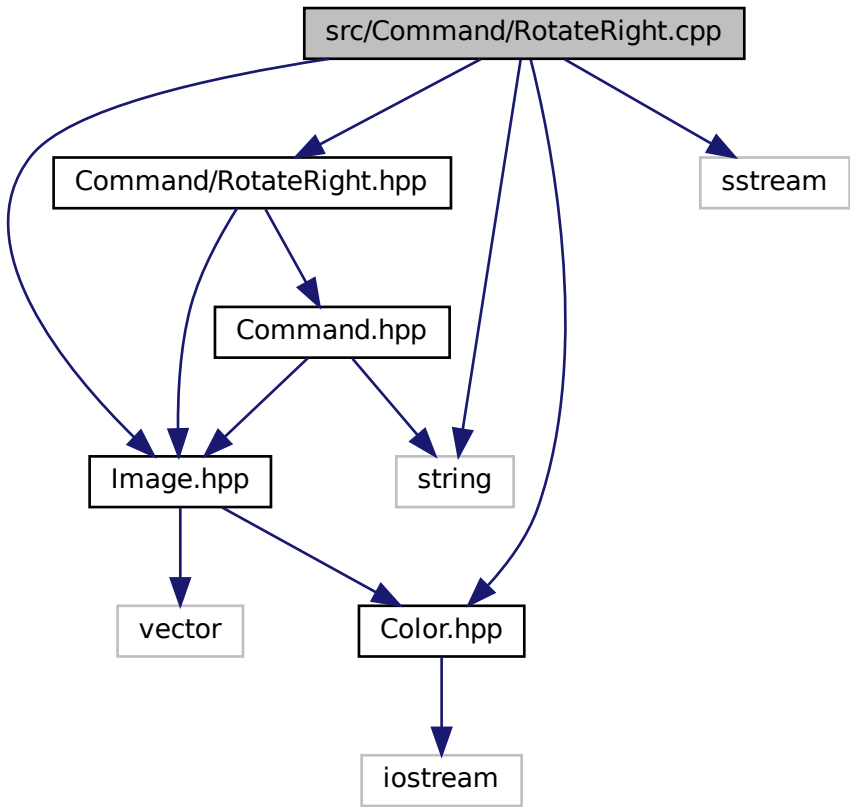 src/Command/RotateRight.cpp
Command/RotateRight.hpp
sstream
Command.hpp
Image.hpp
string
vector
Color.hpp
iostream